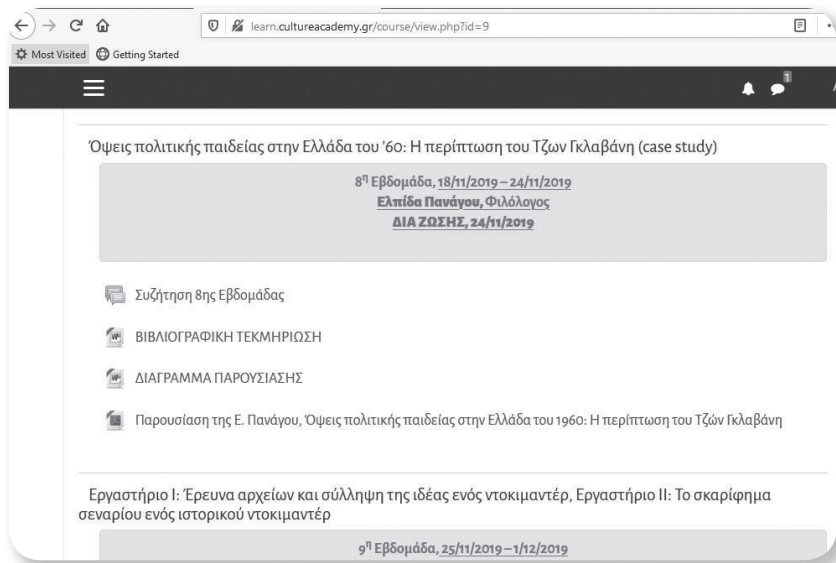 learn.cultureacademy.gr/course/view.php?id=9
Most Visited Getting Started
1
Όψεις πολιτικής παιδείας στην Ελλάδα του '60: Η περίπτωση του Τζων Γκλαβάνη (case study)
8η Εβδομάδα, 18/11/2019 – 24/11/2019
Ελπίδα Πανάγου, Φιλόλογος
ΔΙΑ ΖΩΣΗΣ, 24/11/2019
Συζήτηση 8ης Εβδομάδας
ΒΙΒΛΙΟΓΡΑΦΙΚΗ ΤΕΚΜΗΡΙΩΣΗ
ΔΙΑΓΡΑΜΜΑ ΠΑΡΟΥΣΙΑΣΗΣ
Παρουσίαση της Ε. Πανάγου, Όψεις πολιτικής παιδείας στην Ελλάδα του 1960: Η περίπτωση του Τζών Γκλαβάνη
Εργαστήριο Ι: Έρευνα αρχείων και σύλληψη της ιδέας ενός ντοκιμαντέρ, Εργαστήριο ΙΙ: Το σκαρίφημα
σεναρίου ενός ιστορικού ντοκιμαντέρ
9η Εβδομάδα, 25/11/2019 – 1/12/2019